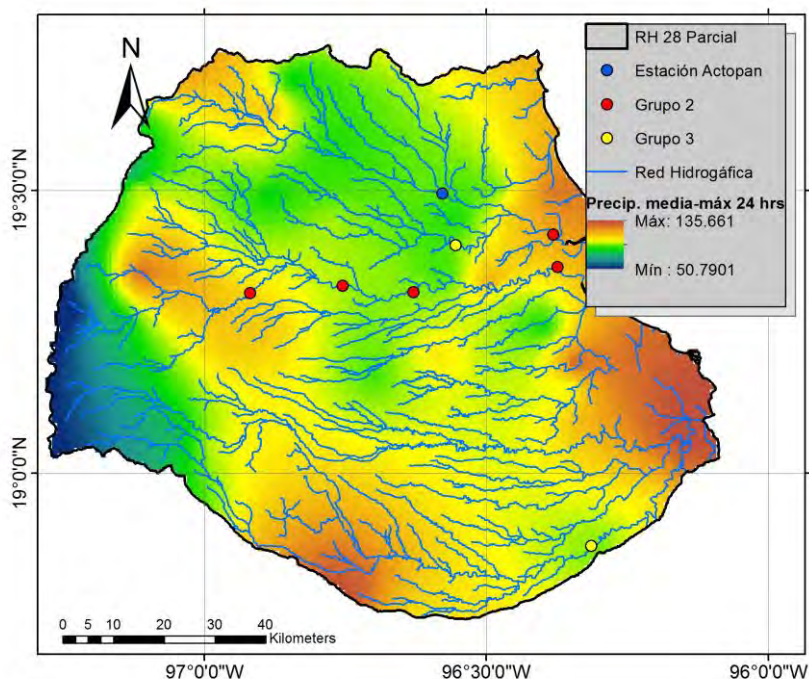 N
RH 28 Parcial
Estación Actopan
Grupo 2
Grupo 3
Red Hidrogáfica
Precip. media-máx 24 hrs
Máx: 135.661
Mín : 50.7901
19°30'0"N
19°0'0"N
0 5 10 20 30 40
Kilometers
97°0'0"W 96°30'0"W 96°0'0"W